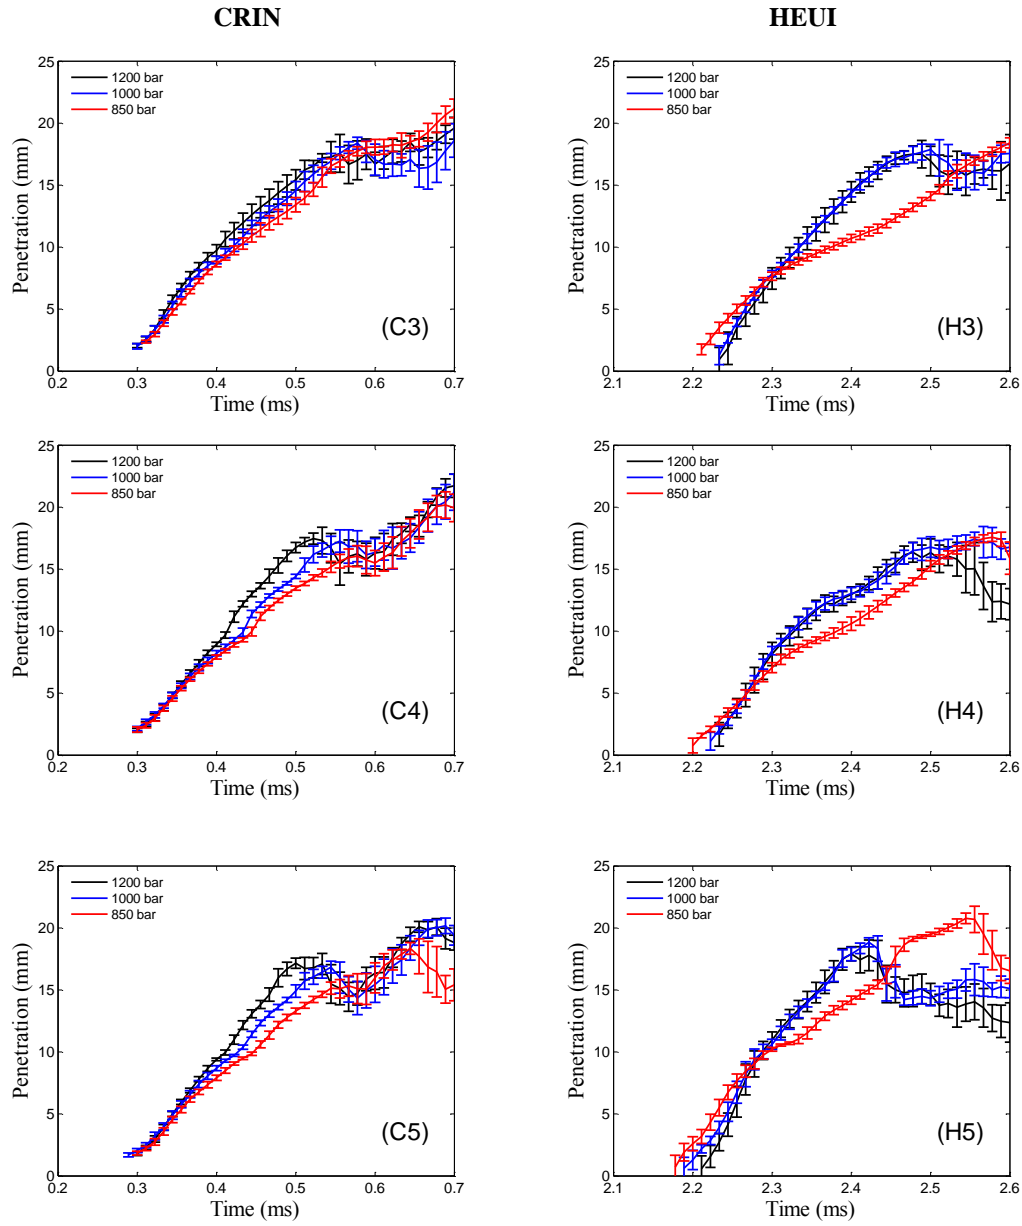 CRIN HEUI
25
20
15
10
5
0
Penetration (mm)
1200 bar
1000 bar
850 bar
(C3)
0.2 0.3 0.4 0.5 0.6 0.7
Time (ms)
25
20
15
10
5
0
Penetration (mm)
1200 bar
1000 bar
850 bar
(H3)
2.1 2.2 2.3 2.4 2.5 2.6
Time (ms)
25
20
15
10
5
0
Penetration (mm)
1200 bar
1000 bar
850 bar
(C4)
0.2 0.3 0.4 0.5 0.6 0.7
Time (ms)
25
20
15
10
5
0
Penetration (mm)
1200 bar
1000 bar
850 bar
(H4)
2.1 2.2 2.3 2.4 2.5 2.6
Time (ms)
25
20
15
10
5
0
Penetration (mm)
1200 bar
1000 bar
850 bar
(C5)
0.2 0.3 0.4 0.5 0.6 0.7
Time (ms)
25
20
15
10
5
0
Penetration (mm)
1200 bar
1000 bar
850 bar
(H5)
2.1 2.2 2.3 2.4 2.5 2.6
Time (ms)